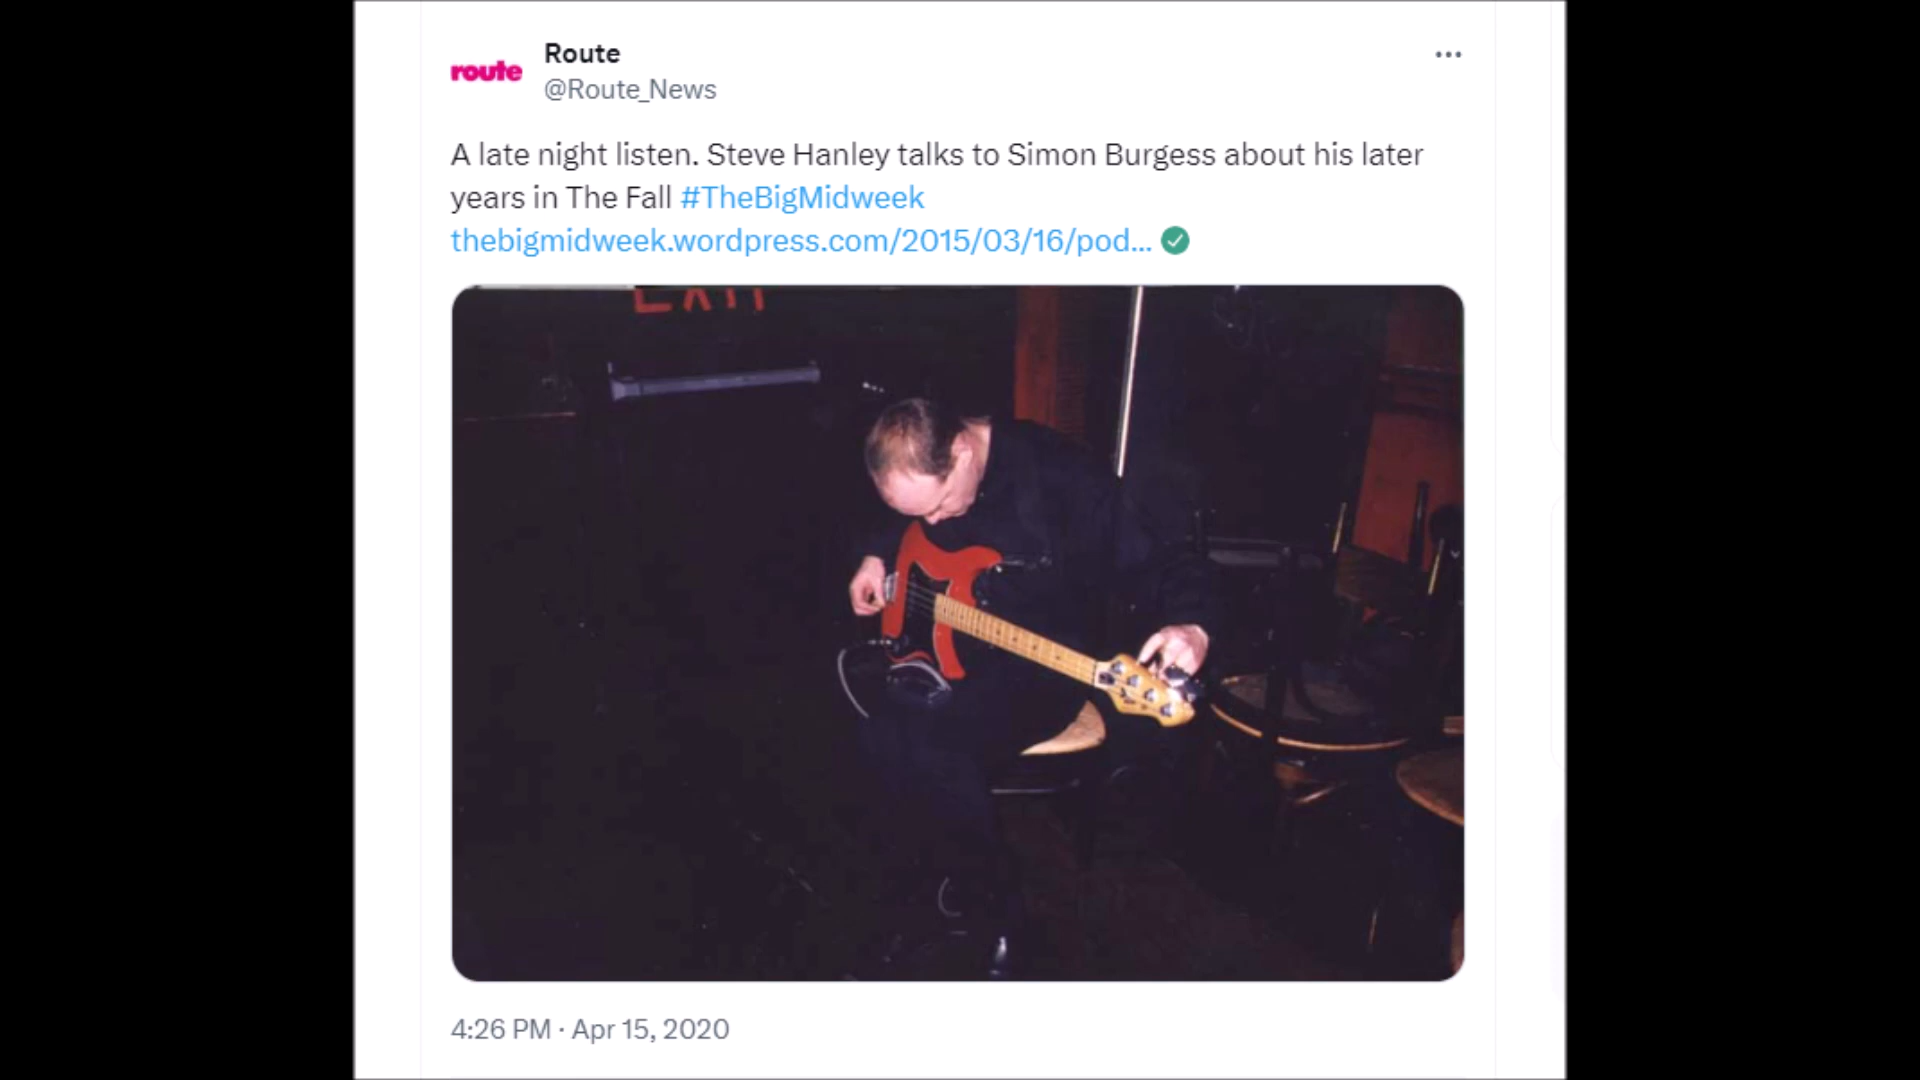 route
Route
@Route_News
A late night listen. Steve Hanley talks to Simon Burgess about his later
years in The Fall #TheBigMidweek
thebigmidweek.wordpress.com/2015/03/16/pod...
EXIT
4:26 PM · Apr 15, 2020